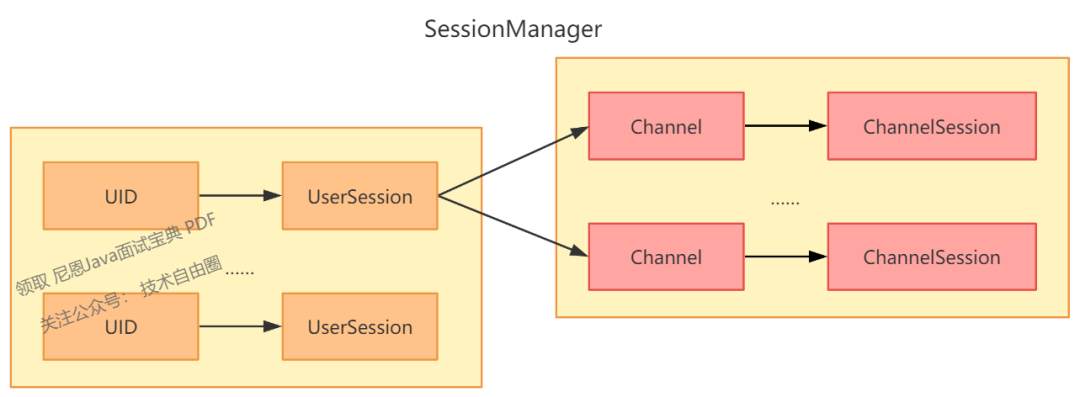 SessionManager
Channel
ChannelSession
UID
UserSession
......
Channel
ChannelSession
领取 尼恩Java面试宝典 PDF
关注公众号： 技术自由圈
......
UID
UserSession